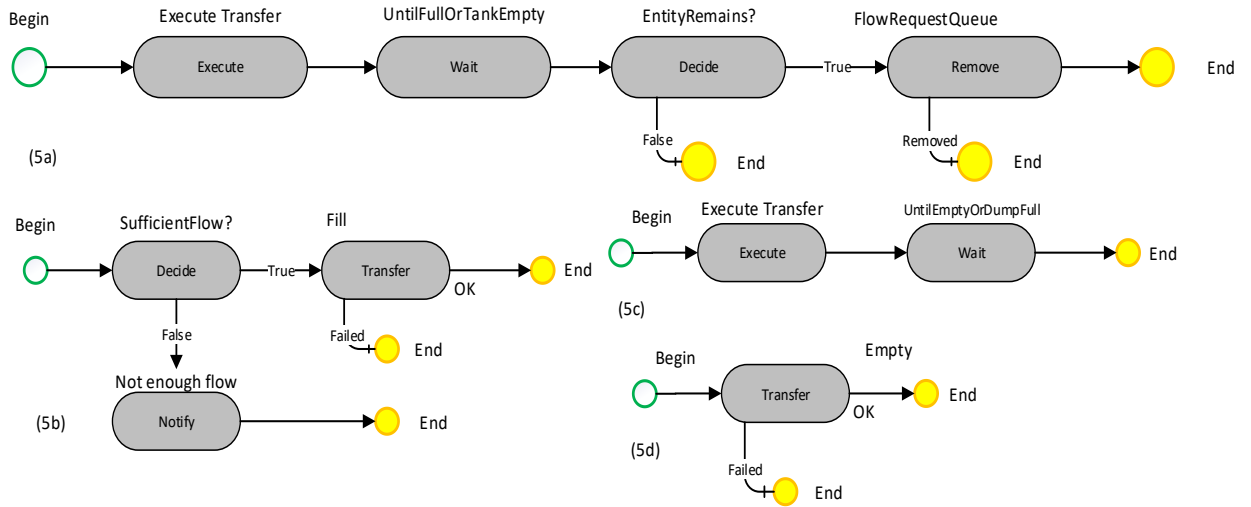 Begin
Execute Transfer
UntilFullOrTankEmpty
EntityRemains?
FlowRequestQueue
Execute
Wait
Decide
True
Remove
End
False
End
Removed
End
(5a)
Begin
SufficientFlow?
Fill
Decide
True
Transfer
OK
End
False
Failed
End
Not enough flow
Notify
End
(5b)
Begin
Execute Transfer
UntilEmptyOrDumpFull
Execute
Wait
End
(5c)
Begin
Empty
Transfer
OK
End
(5d)
Failed
End